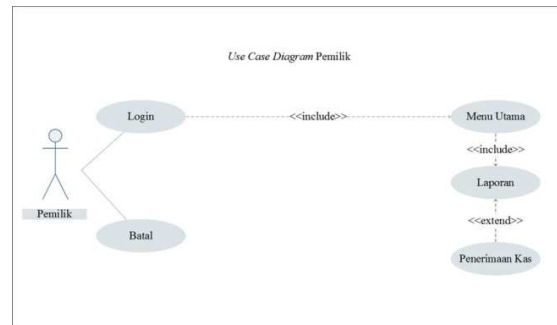 Use Case Diagram Pemilik
Login
<<include>>
Menu Utama
<<include>>
Laporan
Pemilik
<<extend>>
Batal
Penerimaan Kas